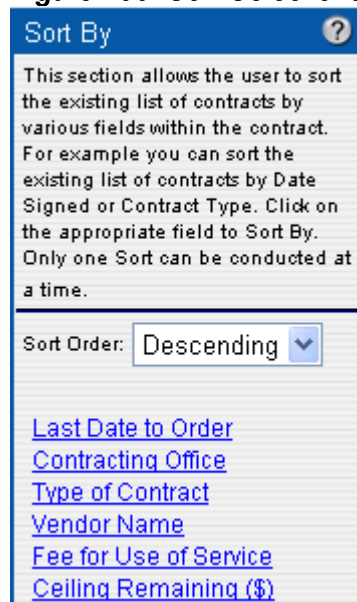 Sort By ?
This section allows the user to sort
the existing list of contracts by
various fields within the contract.
For example you can sort the
existing list of contracts by Date
Signed or Contract Type. Click on
the appropriate field to Sort By.
Only one Sort can be conducted at
a time.
Sort Order: Descending
Last Date to Order
Contracting Office
Type of Contract
Vendor Name
Fee for Use of Service
Ceiling Remaining ($)